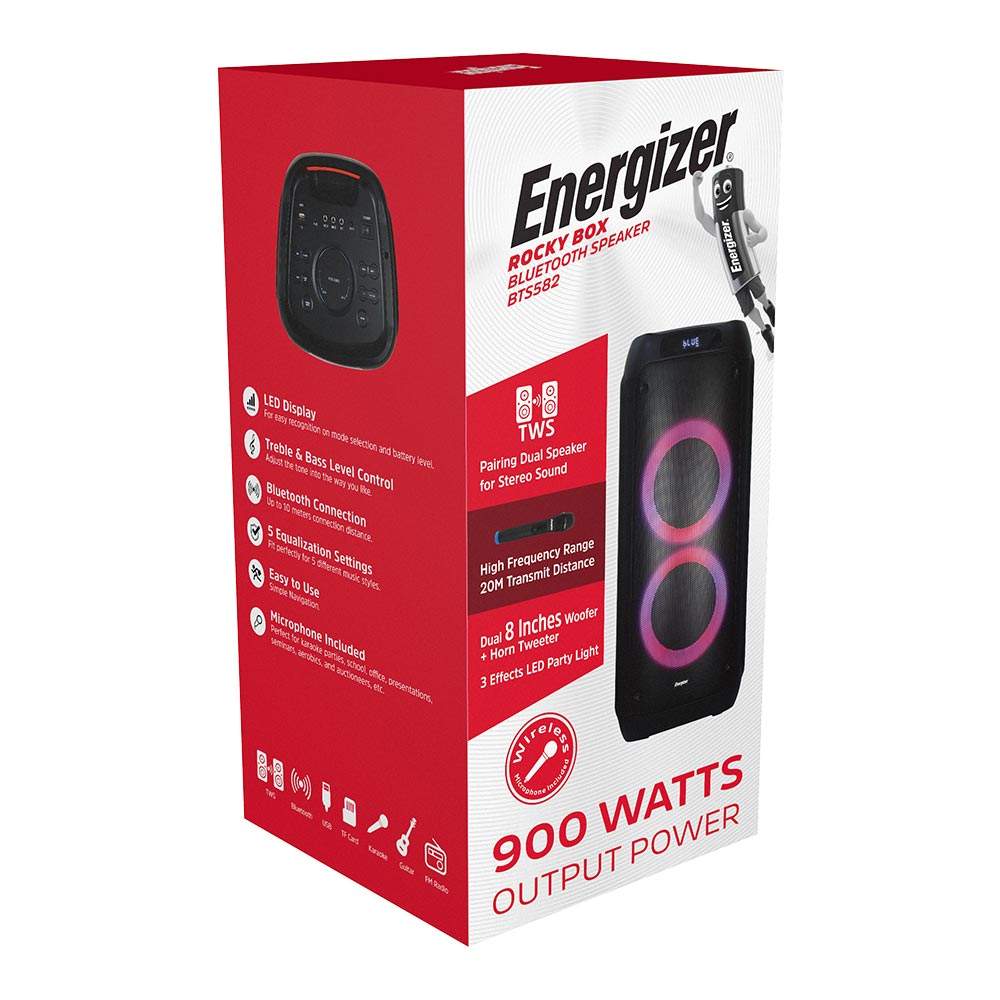 Energizer®
ROCKY BOX
BLUETOOTH SPEAKER
BTS582
Energizer
BLUE
TWS
Pairing Dual Speaker
for Stereo Sound
High Frequency Range
20M Transmit Distance
Dual 8 Inches Woofer
+ Horn Tweeter
3 Effects LED Party Light
Energizer
Wireless
Microphone Included
900 WATTS
OUTPUT POWER
LED Display
For easy recognition on mode selection and battery level.
Treble & Bass Level Control
Adjust the tone into the way you like.
Bluetooth Connection
Up to 10 meters connection distance.
5 Equalization Settings
Fit perfectly for 5 different music styles.
Easy to Use
Simple Navigation.
Microphone Included
Perfect for karaoke parties, school, office, presentations,
seminars, aerobics, and auctioneers, etc.
TWS
Bluetooth
USB
TF Card
Karaoke
Guitar
FM Radio